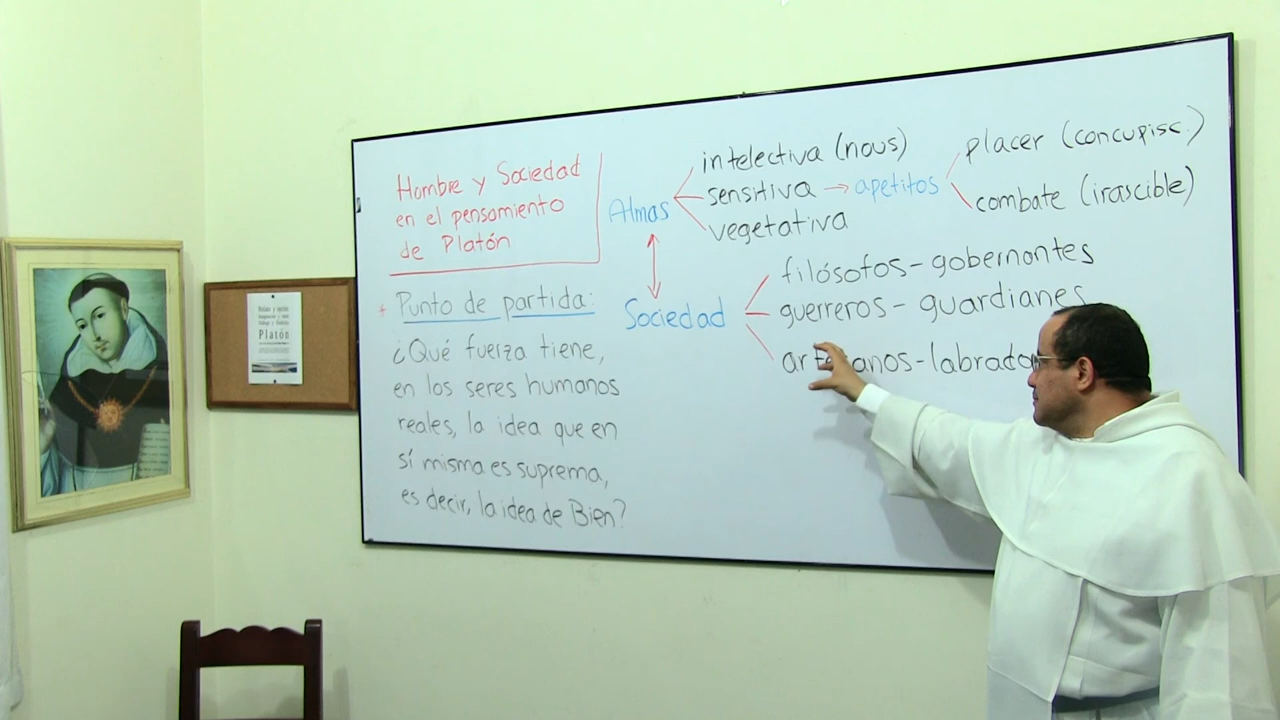 Hombre y Sociedad
en el pensamiento
de Platón
* Punto de partida:
¿Qué fuerza tiene,
en los seres humanos
reales, la idea que en
sí misma es suprema,
es decir, la idea de Bien?
Almas
intelectiva (nous)
sensitiva → apetitos
vegetativa
placer (concupisc.)
combate (irascible)
Sociedad
filósofos - gobernantes
guerreros - guardianes
artesanos - labrado
Platón